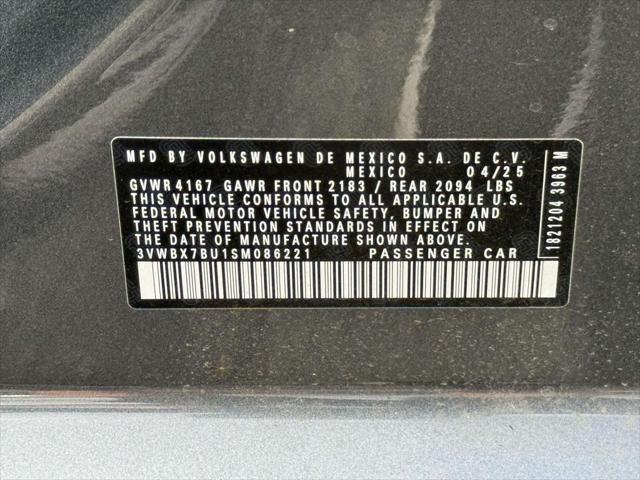 MFD BY VOLKSWAGEN DE MEXICO S.A. DE C.V.
MEXICO 04/25
GVWR 4167 GAWR FRONT 2183 / REAR 2094 LBS
THIS VEHICLE CONFORMS TO ALL APPLICABLE U.S.
FEDERAL MOTOR VEHICLE SAFETY, BUMPER AND
THEFT PREVENTION STANDARDS IN EFFECT ON
THE DATE OF MANUFACTURE SHOWN ABOVE.
3VWBX7BU1SM086221 PASSENGER CAR
1821204 3963 M